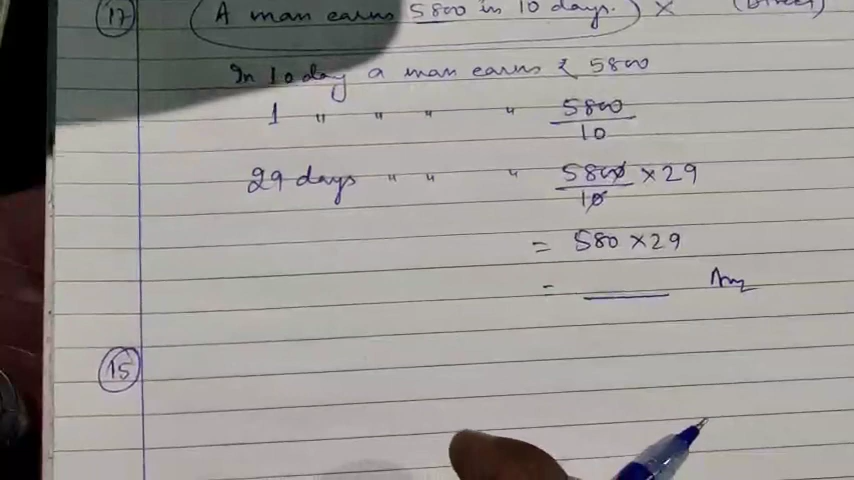 17 A man earns 5800 in 10 days. × (Direct)
In 10 day a man earns ₹ 5800
1 " " " " 5800/10
29 days " " " 5800/10 × 29
= 580 × 29
= Ans
15